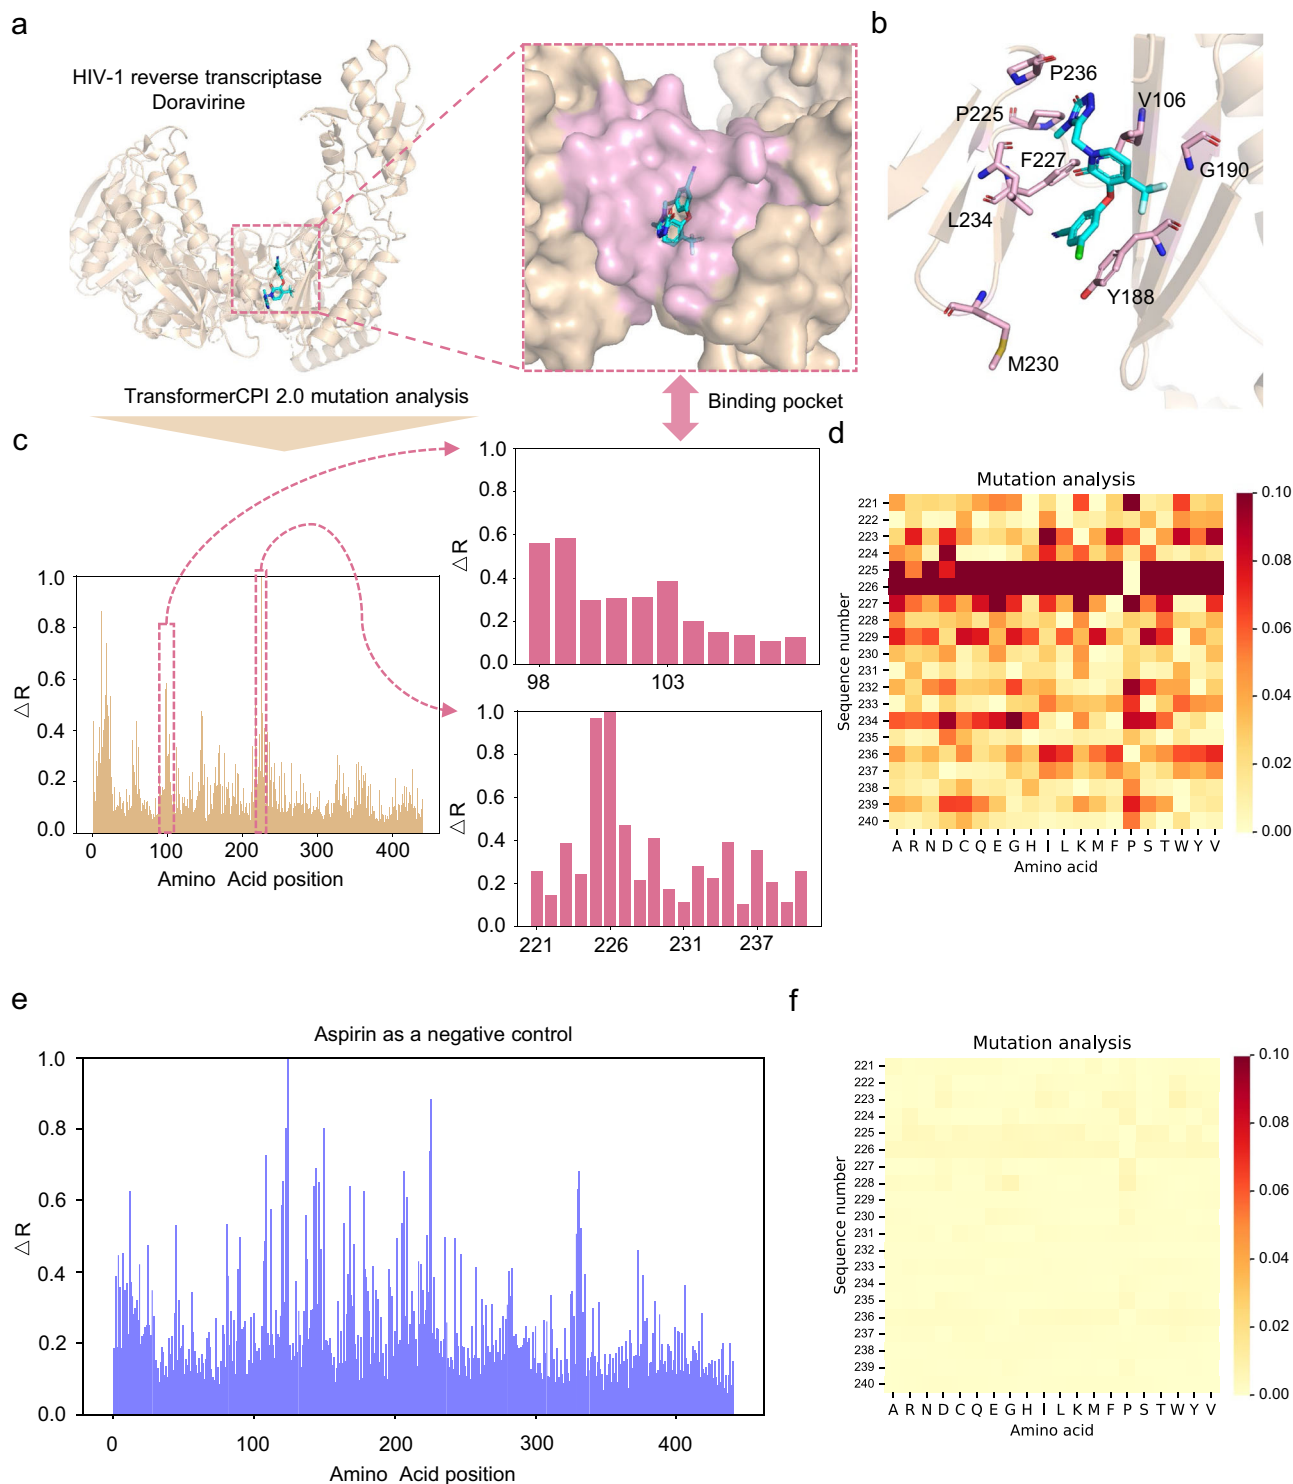 a
HIV-1 reverse transcriptase
Doravirine
TransformerCPI 2.0 mutation analysis
Binding pocket
b
P236
P225
V106
F227
G190
L234
Y188
M230
c
1.0
0.8
0.6
0.4
0.2
0.0
△R
0
100
200
300
400
Amino Acid position
1.0
0.8
0.6
0.4
0.2
0.0
△R
98
103
1.0
0.8
0.6
0.4
0.2
0.0
△R
221
226
231
237
d
Mutation analysis
221
222
223
224
225
226
227
228
229
230
231
232
233
234
235
236
237
238
239
240
Sequence number
A R N D C Q E G H I L K M F P S T W Y V
Amino acid
0.10
0.08
0.06
0.04
0.02
0.00
e
Aspirin as a negative control
1.0
0.8
0.6
0.4
0.2
0.0
△R
0
100
200
300
400
Amino Acid position
f
Mutation analysis
221
222
223
224
225
226
227
228
229
230
231
232
233
234
235
236
237
238
239
240
Sequence number
A R N D C Q E G H I L K M F P S T W Y V
Amino acid
0.10
0.08
0.06
0.04
0.02
0.00